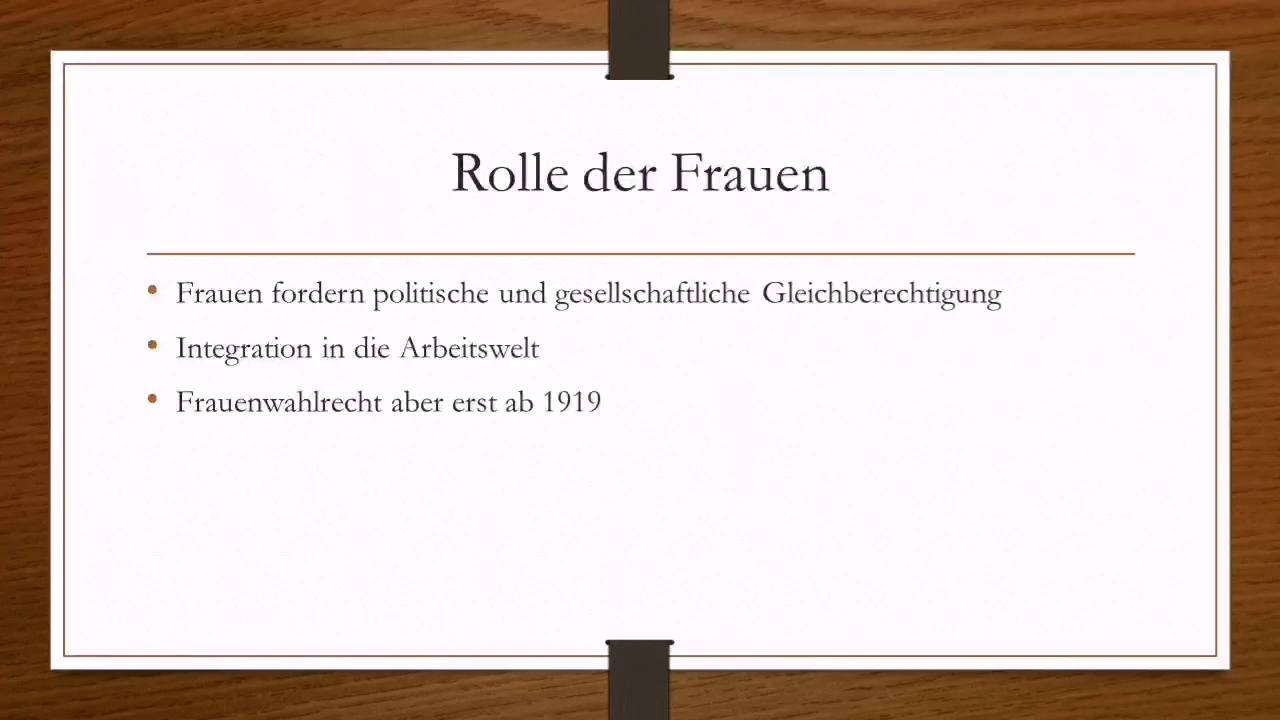 Rolle der Frauen
• Frauen fordern politische und gesellschaftliche Gleichberechtigung
• Integration in die Arbeitswelt
• Frauenwahlrecht aber erst ab 1919